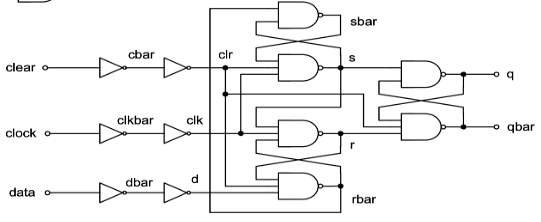 sbar
clear
cbar
clr
s
q
clock
clkbar
clk
qbar
r
data
dbar
d
rbar